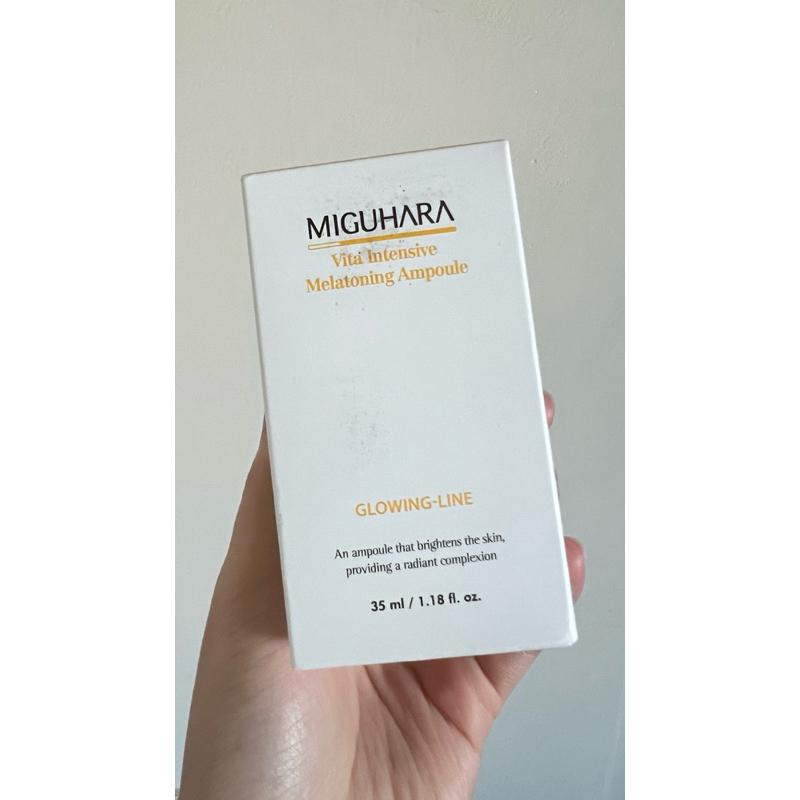 MIGUHARA
Vita Intensive
Melatoning Ampoule
GLOWING-LINE
An ampoule that brightens the skin,
providing a radiant complexion
35 ml / 1.18 fl. oz.